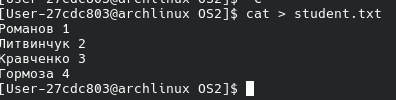 [User-27cdc803@archlinux OS2]$ ^C
[User-27cdc803@archlinux OS2]$ cat > student.txt
Романов 1
Литвинчук 2
Кравченко 3
Гормоза 4
[User-27cdc803@archlinux OS2]$